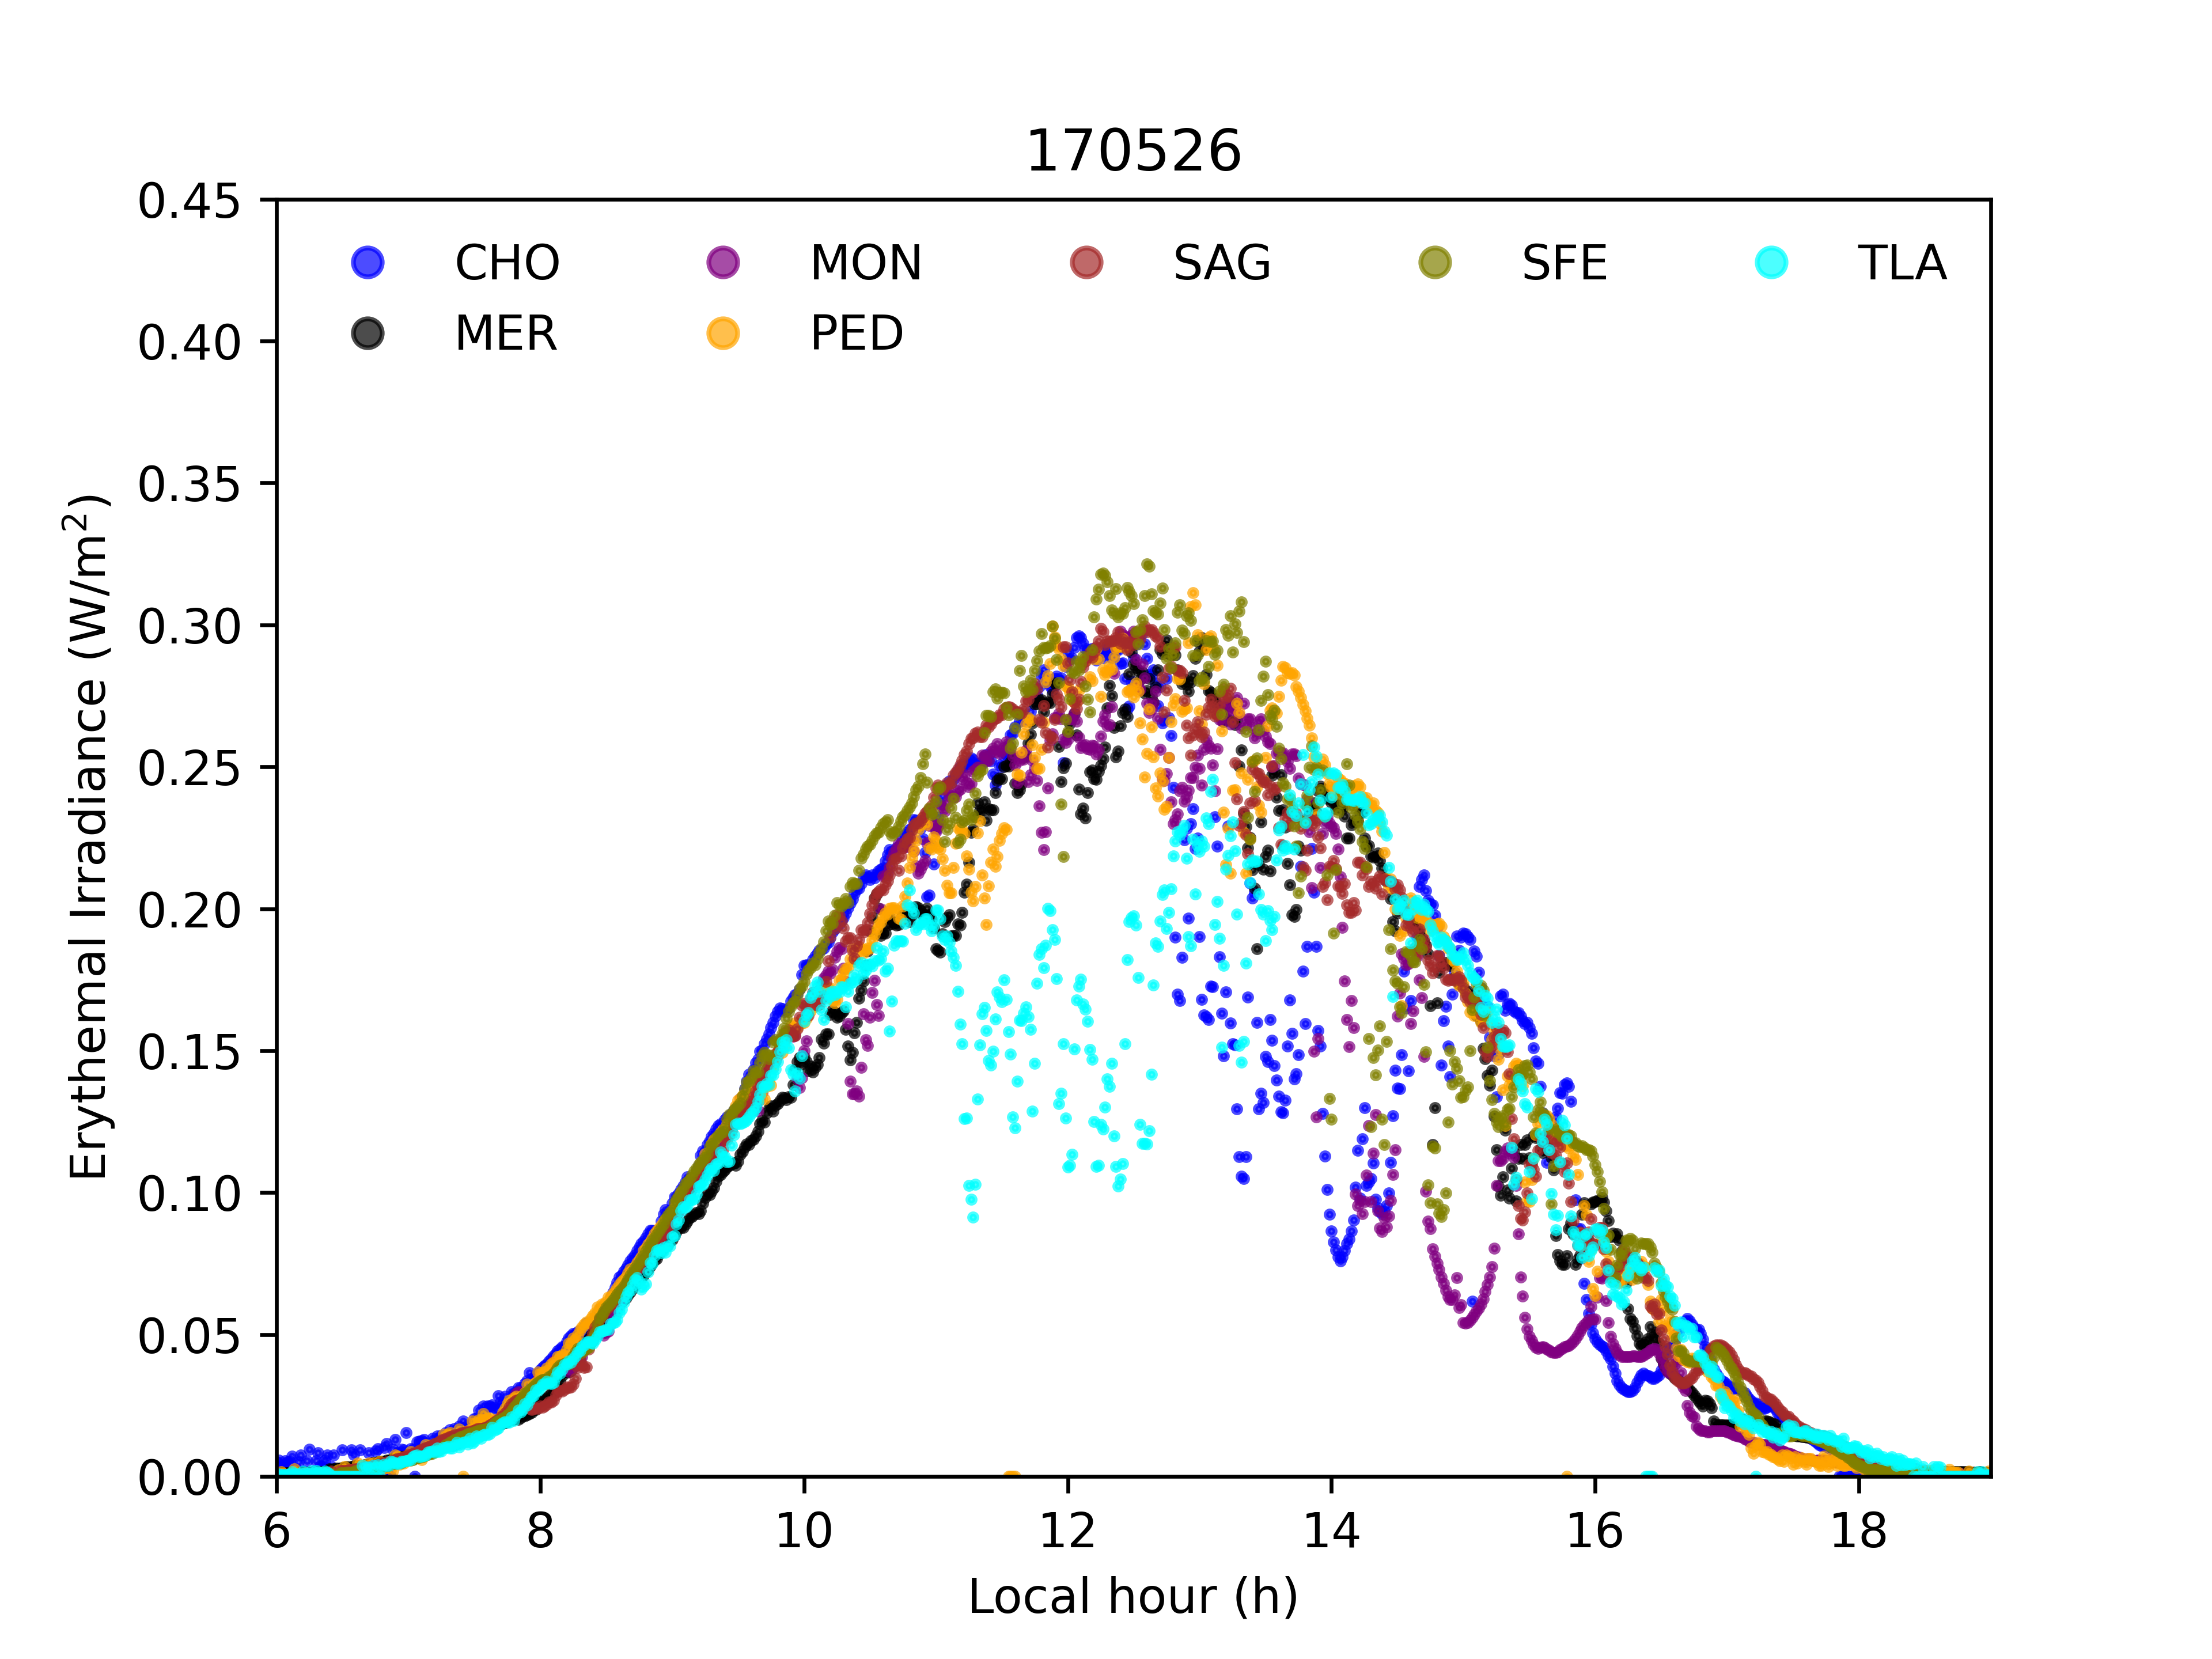 170526
0.45
CHO MON SAG SFE TLA
MER PED
0.40
0.35
0.30
0.25
0.20
0.15
0.10
0.05
0.00
Erythemal Irradiance (W/m²)
6 8 10 12 14 16 18
Local hour (h)